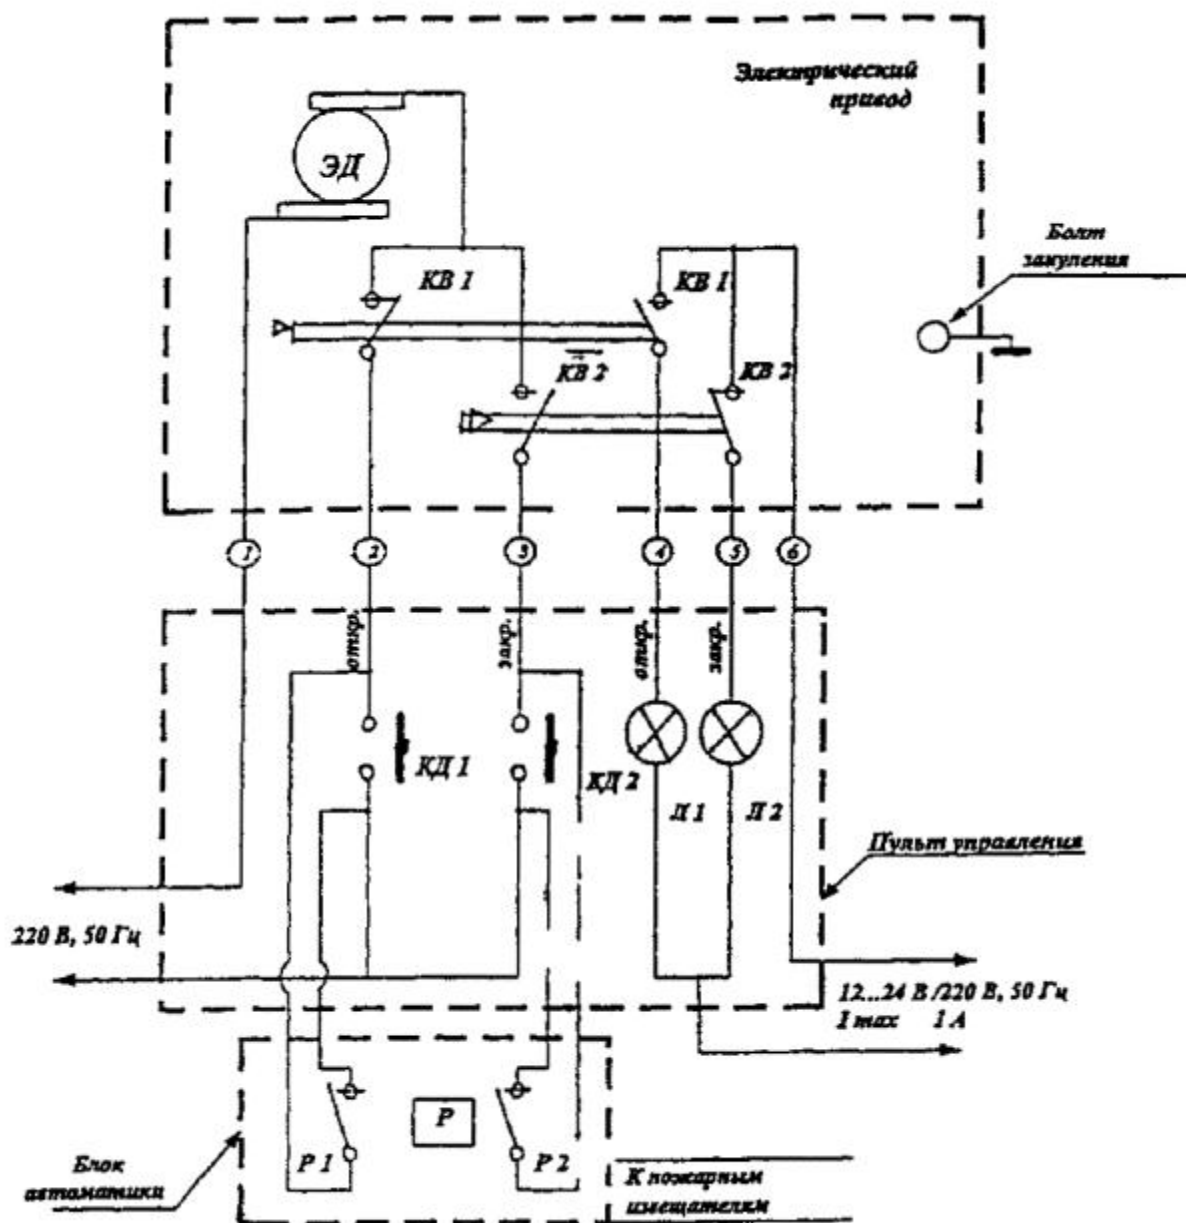 Электрический
привод
ЭД
Болт
зануления
КВ 1
КВ 1
КВ 2
КВ 2
1
2
3
4
5
6
откр.
закр.
откр.
закр.
КД 1
КД 2
Л 1
Л 2
Пульт управления
220 В, 50 Гц
12...24 В /220 В, 50 Гц
I max 1 А
Р
Р 1
Р 2
Блок
автоматики
К пожарным
извещателям